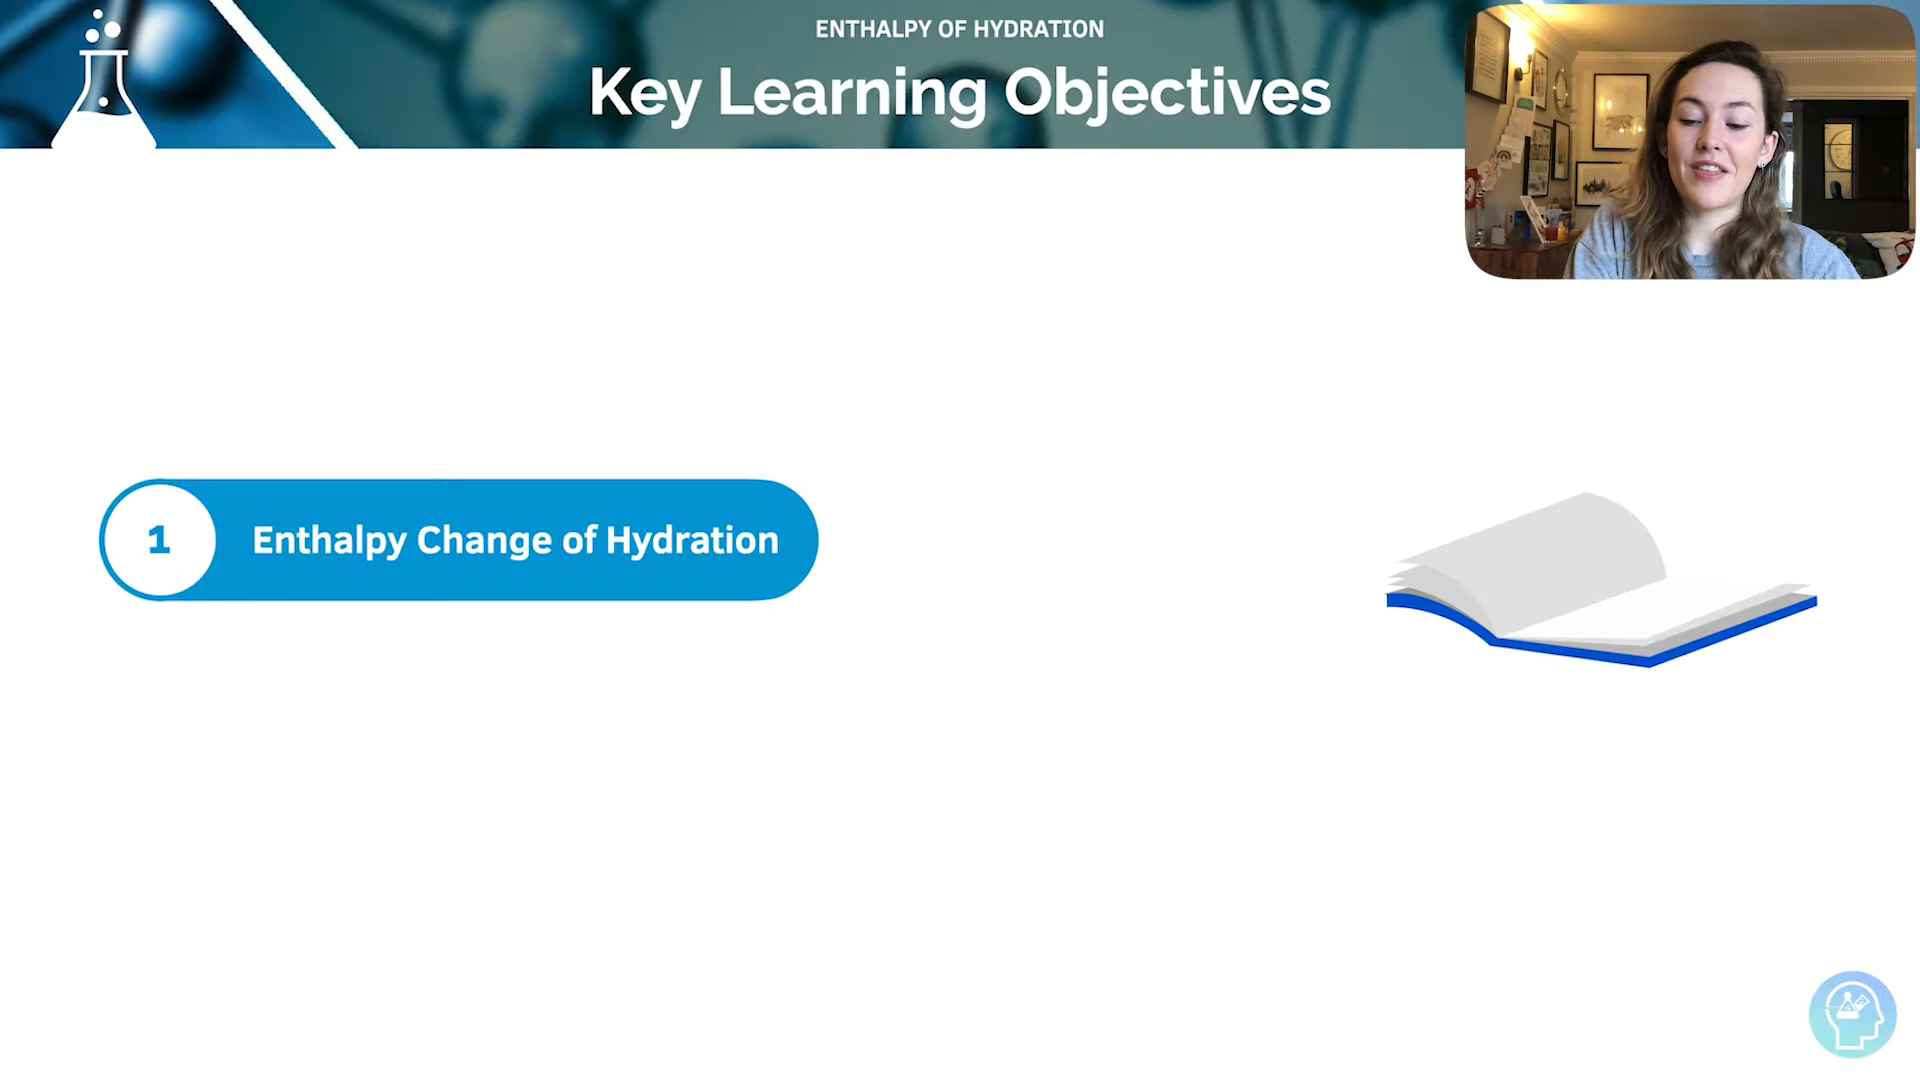 ENTHALPY OF HYDRATION
Key Learning Objectives
1
Enthalpy Change of Hydration